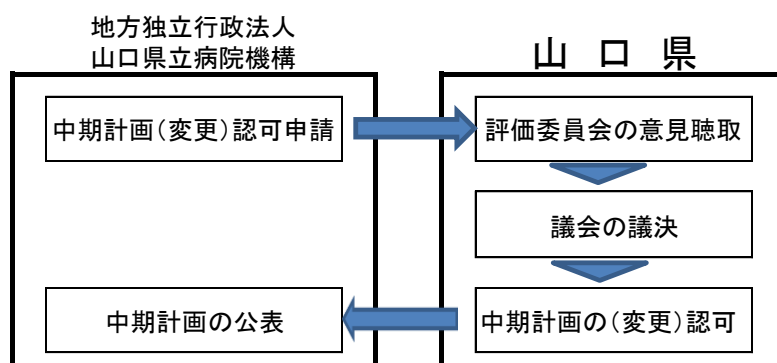 地方独立行政法人
山口県立病院機構
山 口 県
中期計画(変更)認可申請
評価委員会の意見聴取
議会の議決
中期計画の公表
中期計画の(変更)認可